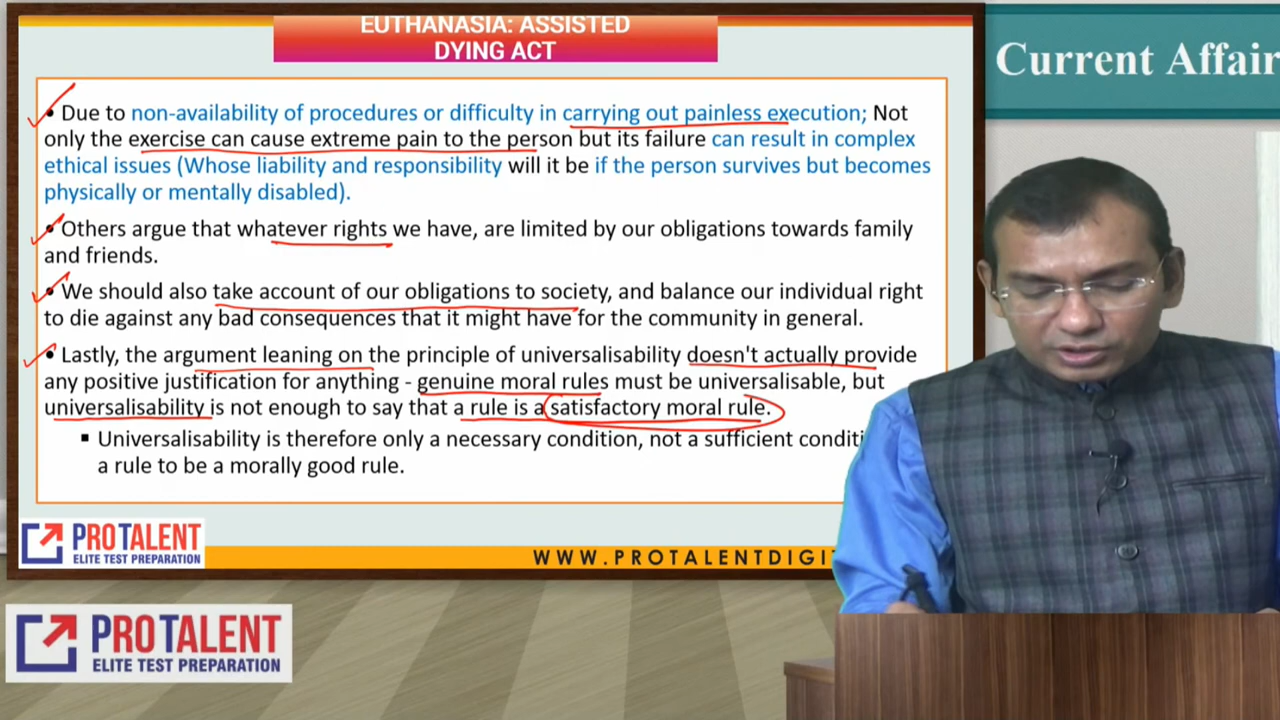 EUTHANASIA: ASSISTED
DYING ACT
Current Affair
• Due to non-availability of procedures or difficulty in carrying out painless execution; Not
only the exercise can cause extreme pain to the person but its failure can result in complex
ethical issues (Whose liability and responsibility will it be if the person survives but becomes
physically or mentally disabled).
• Others argue that whatever rights we have, are limited by our obligations towards family
and friends.
• We should also take account of our obligations to society, and balance our individual right
to die against any bad consequences that it might have for the community in general.
• Lastly, the argument leaning on the principle of universalisability doesn't actually provide
any positive justification for anything - genuine moral rules must be universalisable, but
universalisability is not enough to say that a rule is a satisfactory moral rule.
▪ Universalisability is therefore only a necessary condition, not a sufficient conditi
a rule to be a morally good rule.
PROTALENT
ELITE TEST PREPARATION
WWW.PROTALENTDIGIT
PROTALENT
ELITE TEST PREPARATION